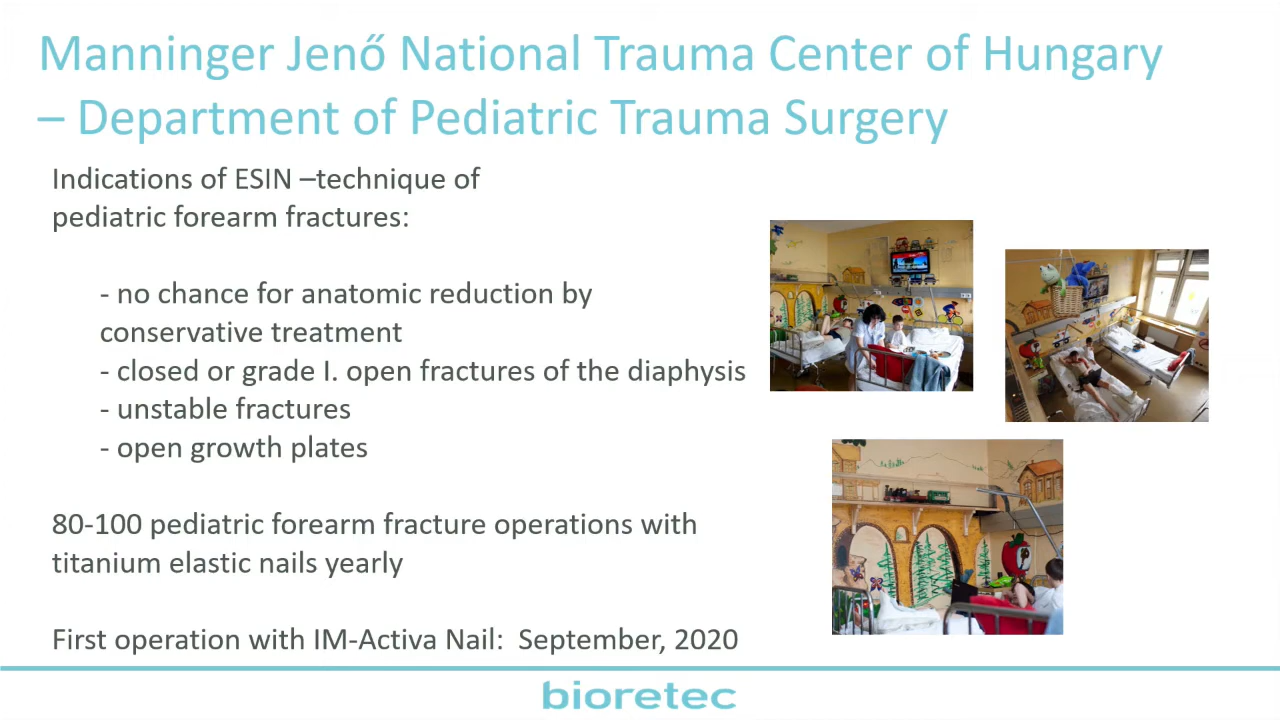 Manninger Jenő National Trauma Center of Hungary
– Department of Pediatric Trauma Surgery
Indications of ESIN –technique of
pediatric forearm fractures:
- no chance for anatomic reduction by
conservative treatment
- closed or grade I. open fractures of the diaphysis
- unstable fractures
- open growth plates
80-100 pediatric forearm fracture operations with
titanium elastic nails yearly
First operation with IM-Activa Nail:  September, 2020
bioretec